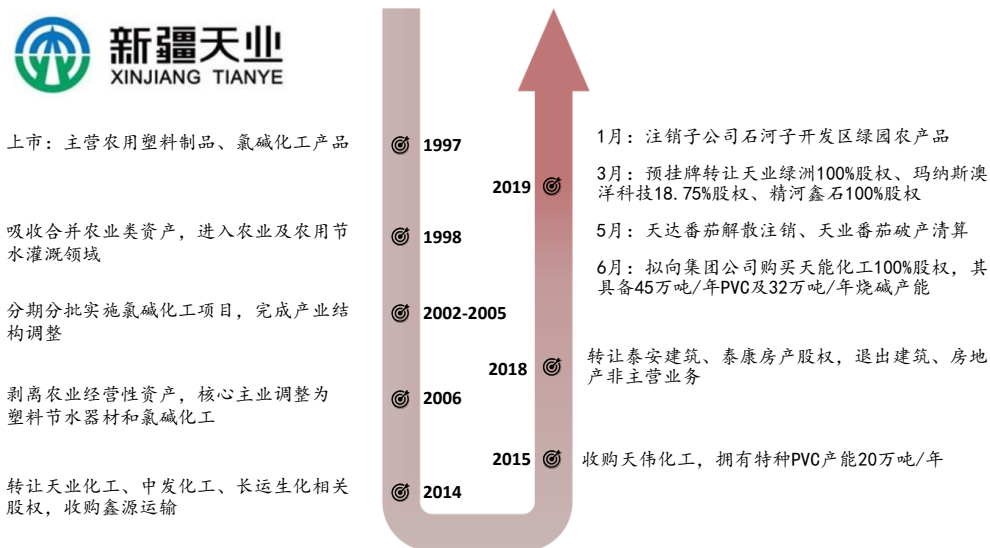 新疆天业
XINJIANG TIANYE
上市：主营农用塑料制品、氯碱化工产品
1997
吸收合并农业类资产，进入农业及农用节
水灌溉领域
1998
分期分批实施氯碱化工项目，完成产业结
构调整
2002-2005
剥离农业经营性资产，核心主业调整为
塑料节水器材和氯碱化工
2006
转让天业化工、中发化工、长运生化相关
股权，收购鑫源运输
2014
2015
收购天伟化工，拥有特种PVC产能20万吨/年
2018
转让泰安建筑、泰康房产股权，退出建筑、房地
产非主营业务
2019
1月：注销子公司石河子开发区绿园农产品
3月：预挂牌转让天业绿洲100%股权、玛纳斯澳
洋科技18.75%股权、精河鑫石100%股权
5月：天达番茄解散注销、天业番茄破产清算
6月：拟向集团公司购买天能化工100%股权，其
具备45万吨/年PVC及32万吨/年烧碱产能